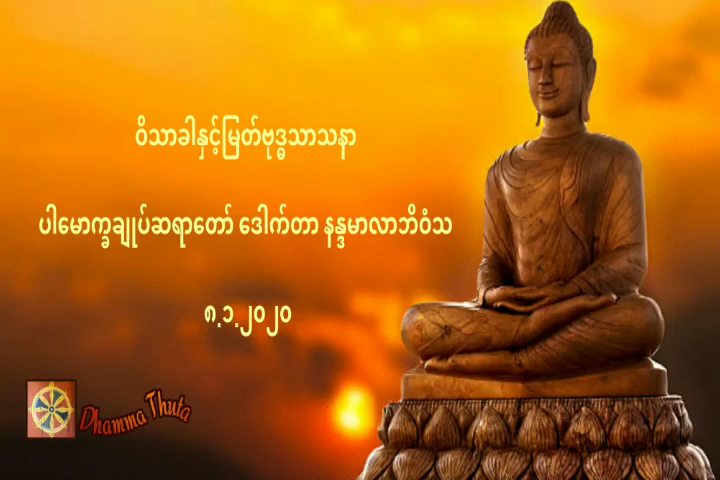 ဝိသာခါနှင့်မြတ်ဗုဒ္ဓသာသနာ
ပါမောက္ခချုပ်ဆရာတော် ဒေါက်တာ နန္ဒမာလာဘိဝံသ
၈.၁.၂၀၂၀
Dhamma Thuta